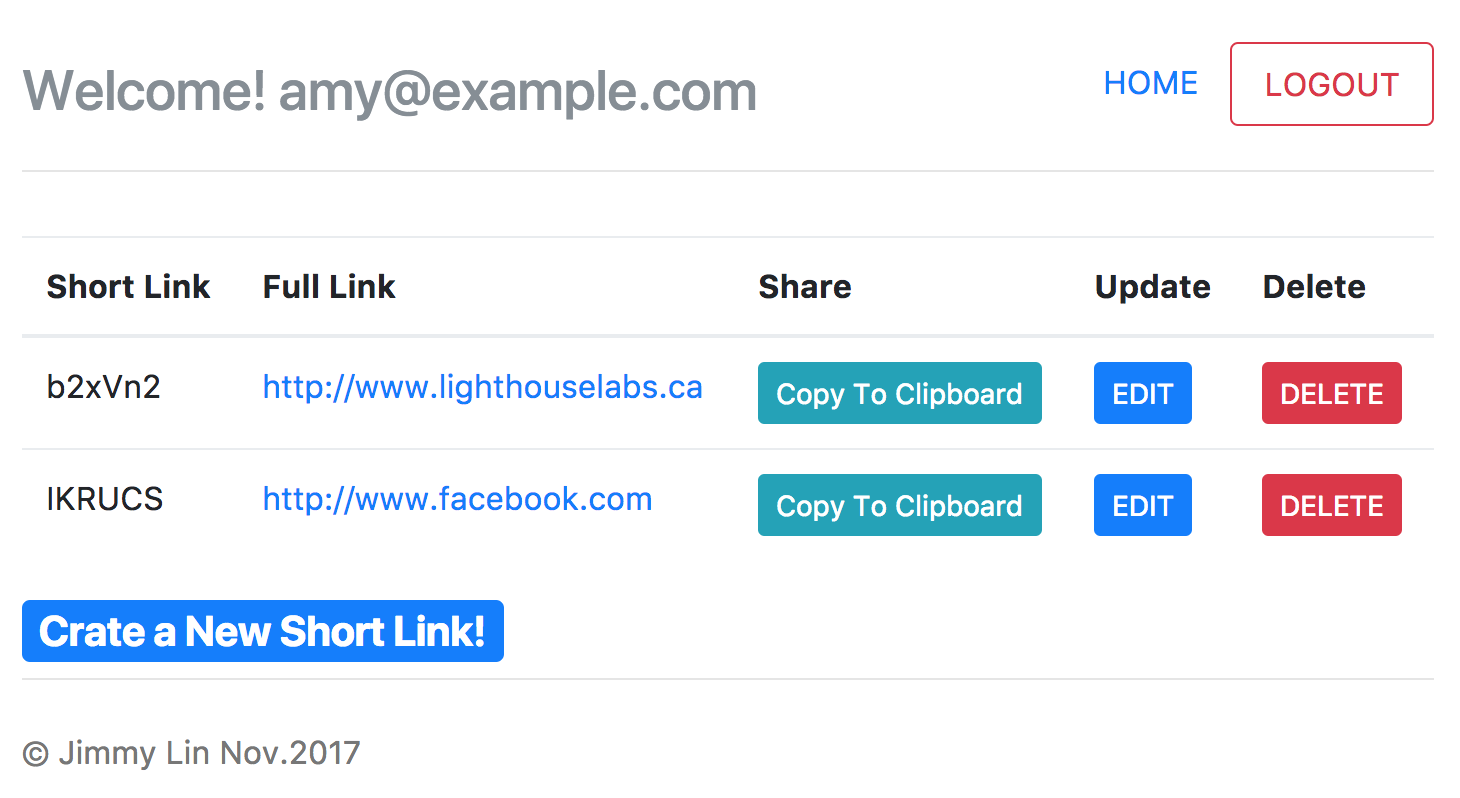 Welcome! amy@example.com HOME LOGOUT
Short Link Full Link Share Update Delete
b2xVn2 http://www.lighthouselabs.ca Copy To Clipboard EDIT DELETE
IKRUCS http://www.facebook.com Copy To Clipboard EDIT DELETE
Crate a New Short Link!
© Jimmy Lin Nov.2017